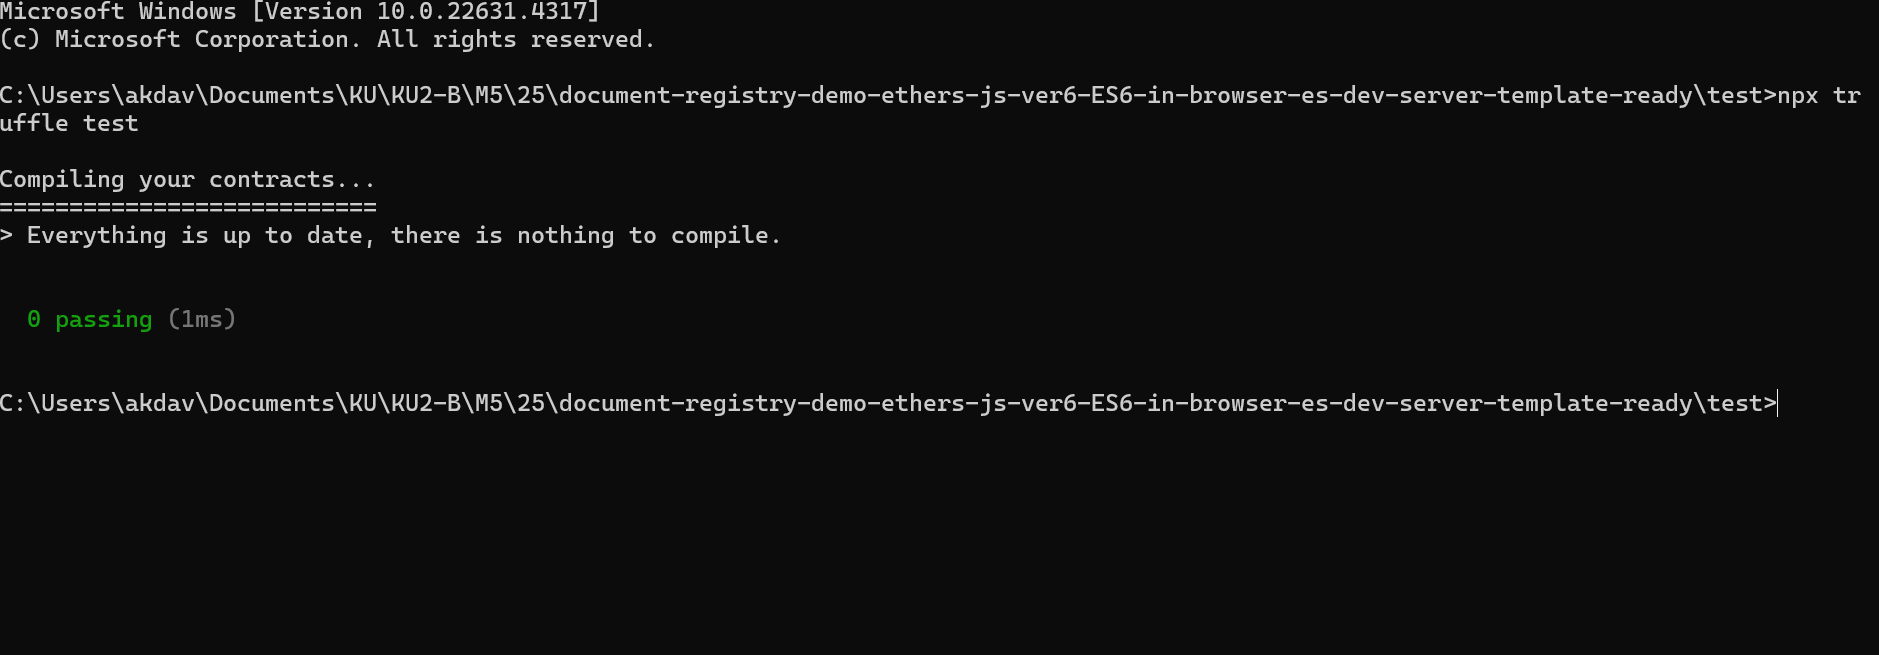 Microsoft Windows [Version 10.0.22631.4317]
(c) Microsoft Corporation. All rights reserved.
C:\Users\akdav\Documents\KU\KU2-B\M5\25\document-registry-demo-ethers-js-ver6-ES6-in-browser-es-dev-server-template-ready\test>npx tr
uffle test
Compiling your contracts...
===========================
> Everything is up to date, there is nothing to compile.
0 passing (1ms)
C:\Users\akdav\Documents\KU\KU2-B\M5\25\document-registry-demo-ethers-js-ver6-ES6-in-browser-es-dev-server-template-ready\test>